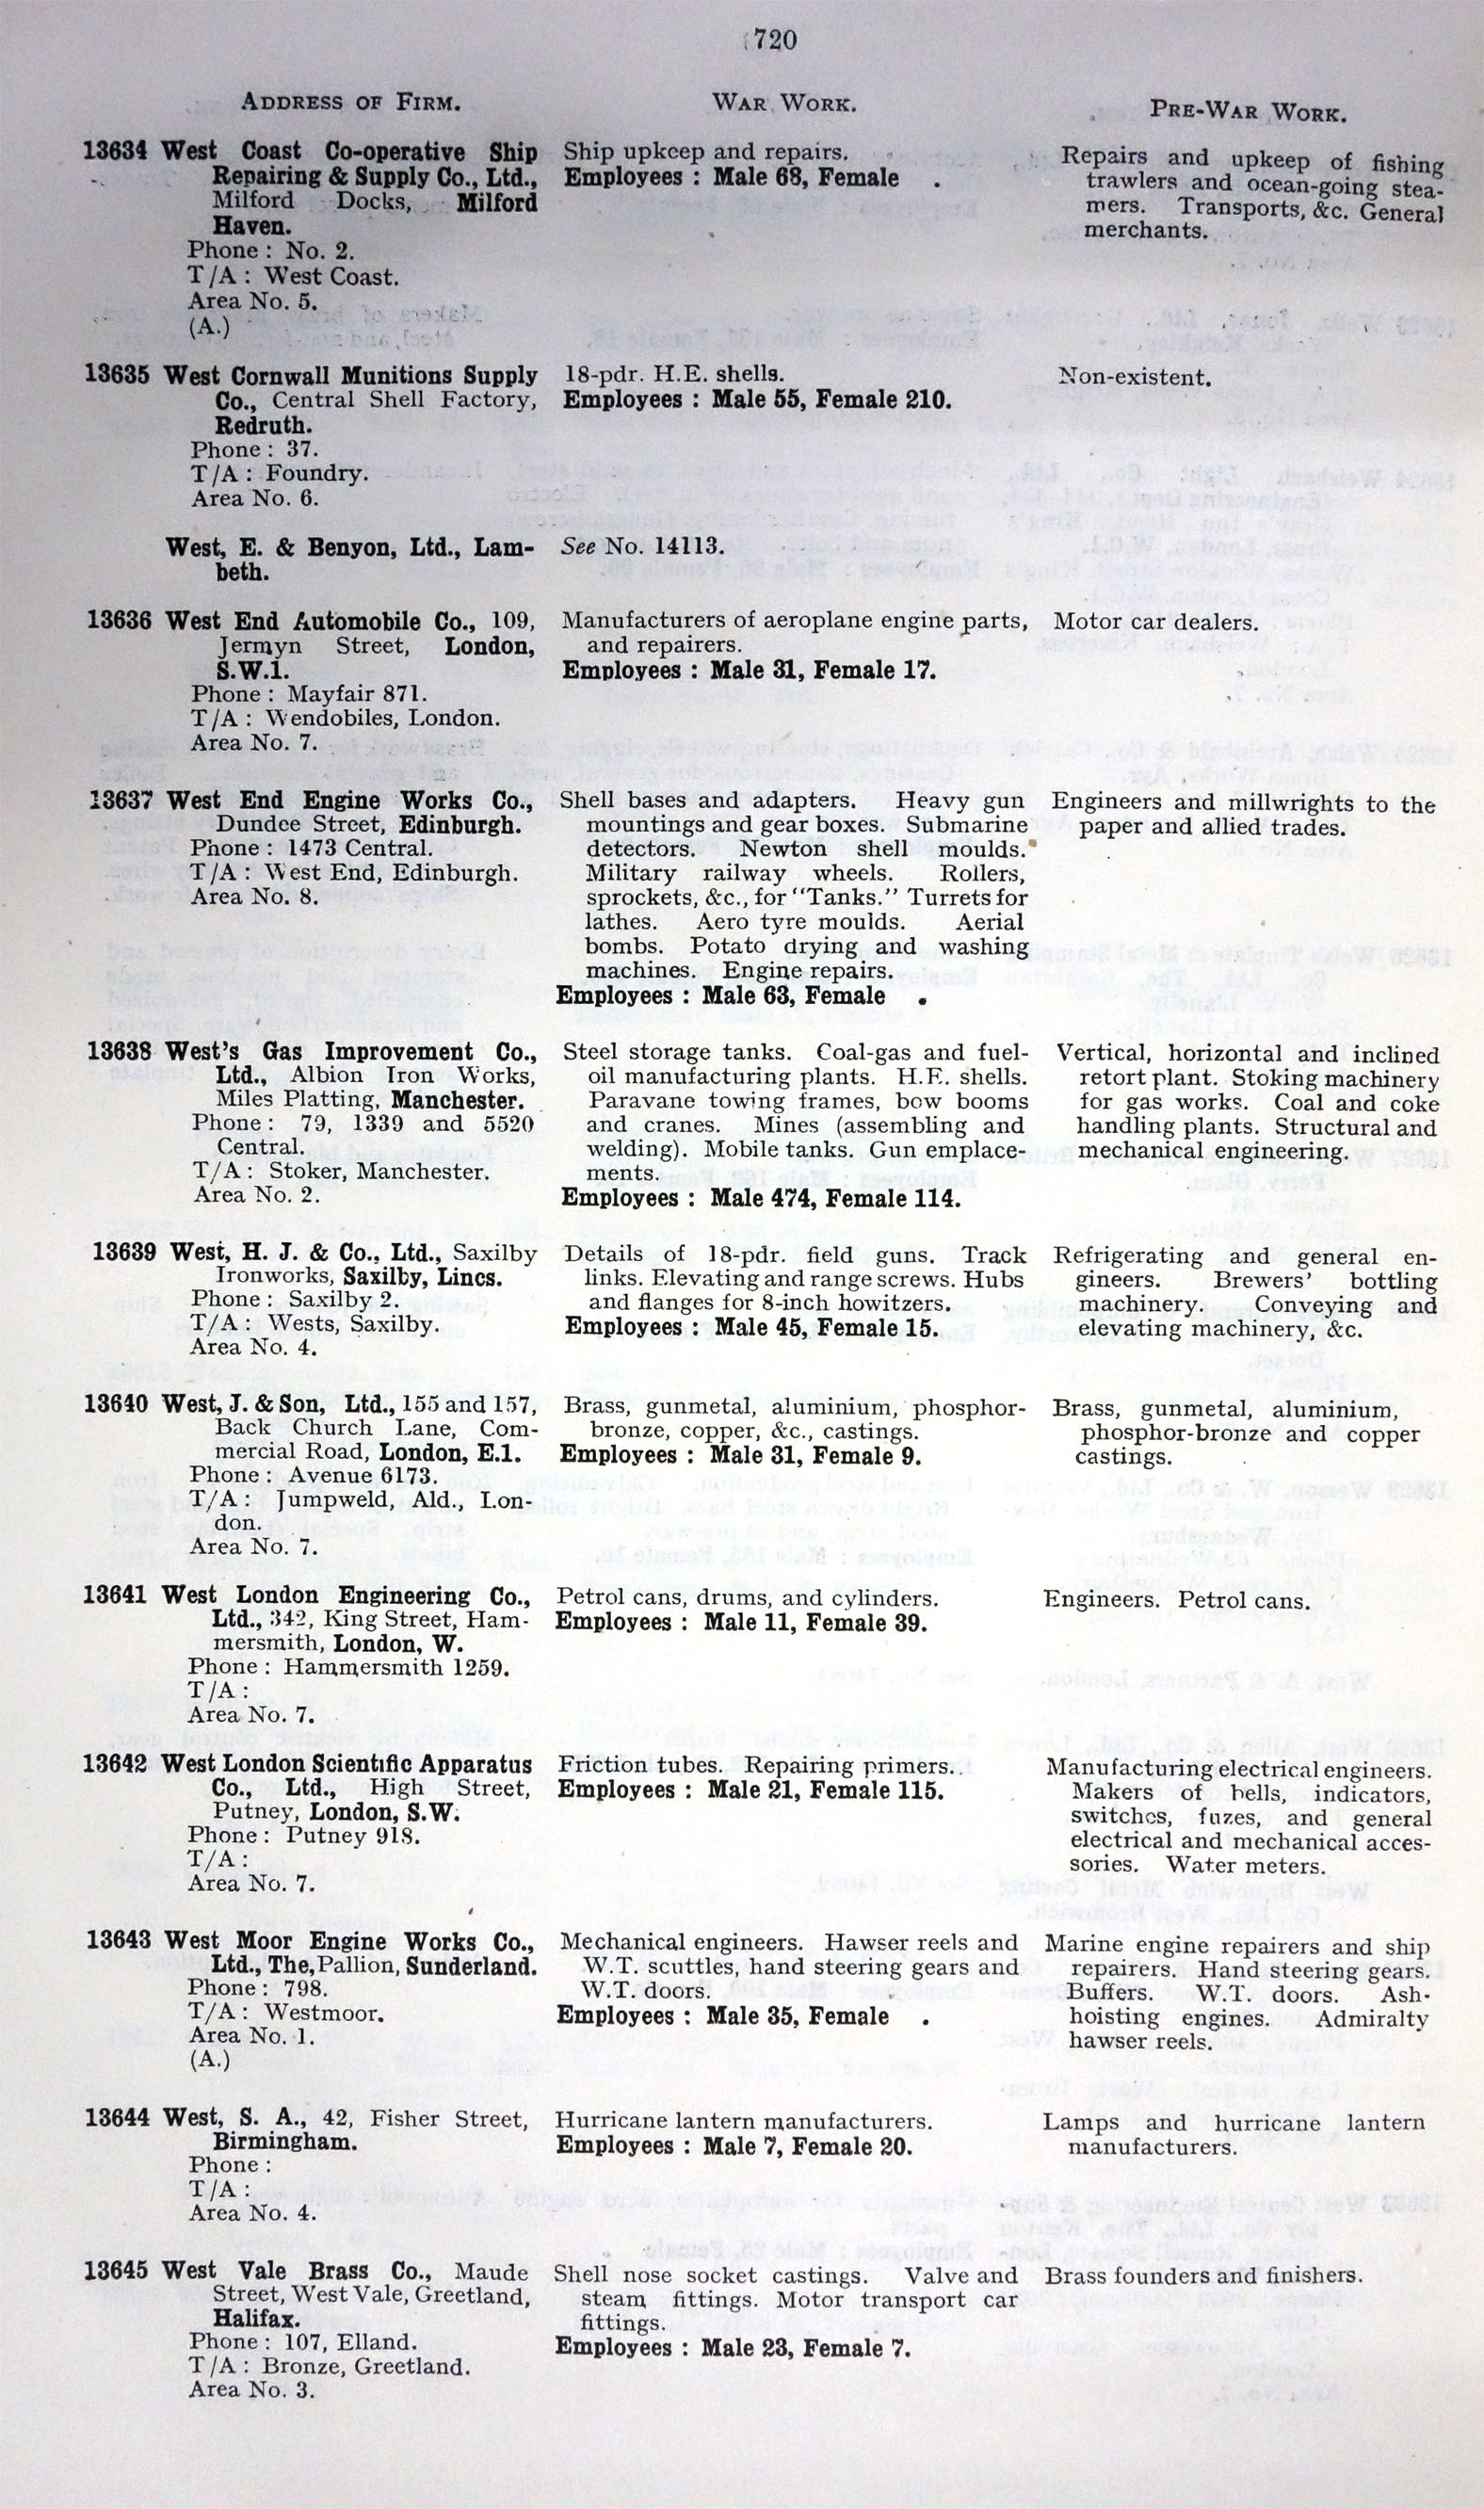 720
ADDRESS OF FIRM.
WAR WORK.
PRE-WAR WORK.
13634 West Coast Co-operative Ship
Repairing & Supply Co., Ltd.,
Milford Docks, Milford
Haven.
Phone : No. 2.
T/A : West Coast.
Area No. 5.
(A.)
Ship upkeep and repairs.
Employees : Male 68, Female .
Repairs and upkeep of fishing
trawlers and ocean-going stea-
mers. Transports, &c. General
merchants.
13635 West Cornwall Munitions Supply
Co., Central Shell Factory,
Redruth.
Phone : 37.
T/A : Foundry.
Area No. 6.
18-pdr. H.E. shells.
Employees : Male 55, Female 210.
Non-existent.
West, E. & Benyon, Ltd., Lam-
beth.
See No. 14113.
13636 West End Automobile Co., 109,
Jermyn Street, London,
S.W.1.
Phone : Mayfair 871.
T/A : Wendobiles, London.
Area No. 7.
Manufacturers of aeroplane engine parts,
and repairers.
Employees : Male 31, Female 17.
Motor car dealers.
13637 West End Engine Works Co.,
Dundee Street, Edinburgh.
Phone : 1473 Central.
T/A : West End, Edinburgh.
Area No. 8.
Shell bases and adapters. Heavy gun
mountings and gear boxes. Submarine
detectors. Newton shell moulds.
Military railway wheels. Rollers,
sprockets, &c., for "Tanks." Turrets for
lathes. Aero tyre moulds. Aerial
bombs. Potato drying and washing
machines. Engine repairs.
Employees : Male 63, Female .
Engineers and millwrights to the
paper and allied trades.
13638 West's Gas Improvement Co.,
Ltd., Albion Iron Works,
Miles Platting, Manchester.
Phone : 79, 1339 and 5520
Central.
T/A : Stoker, Manchester.
Area No. 2.
Steel storage tanks. Coal-gas and fuel-
oil manufacturing plants. H.E. shells.
Paravane towing frames, bow booms
and cranes. Mines (assembling and
welding). Mobile tanks. Gun emplace-
ments.
Employees : Male 474, Female 114.
Vertical, horizontal and inclined
retort plant. Stoking machinery
for gas works. Coal and coke
handling plants. Structural and
mechanical engineering.
13639 West, H. J. & Co., Ltd., Saxilby
Ironworks, Saxilby, Lincs.
Phone : Saxilby 2.
T/A : Wests, Saxilby.
Area No. 4.
Details of 18-pdr. field guns. Track
links. Elevating and range screws. Hubs
and flanges for 8-inch howitzers.
Employees : Male 45, Female 15.
Refrigerating and general en-
gineers. Brewers' bottling
machinery. Conveying and
elevating machinery, &c.
13640 West, J. & Son, Ltd., 155 and 157,
Back Church Lane, Com-
mercial Road, London, E.1.
Phone : Avenue 6173.
T/A : Jumpweld, Ald., Lon-
don.
Area No. 7.
Brass, gunmetal, aluminium, phosphor-
bronze, copper, &c., castings.
Employees : Male 31, Female 9.
Brass, gunmetal, aluminium,
phosphor-bronze and copper
castings.
13641 West London Engineering Co.,
Ltd., 342, King Street, Ham-
mersmith, London, W.
Phone : Hammersmith 1259.
T/A :
Area No. 7.
Petrol cans, drums, and cylinders.
Employees : Male 11, Female 39.
Engineers. Petrol cans.
13642 West London Scientific Apparatus
Co., Ltd., High Street,
Putney, London, S.W.
Phone : Putney 918.
T/A :
Area No. 7.
Friction tubes. Repairing primers.
Employees : Male 21, Female 115.
Manufacturing electrical engineers.
Makers of bells, indicators,
switches, fuzes, and general
electrical and mechanical acces-
sories. Water meters.
13643 West Moor Engine Works Co.,
Ltd., The, Pallion, Sunderland.
Phone : 798.
T/A : Westmoor.
Area No. 1.
(A.)
Mechanical engineers. Hawser reels and
W.T. scuttles, hand steering gears and
W.T. doors.
Employees : Male 35, Female .
Marine engine repairers and ship
repairers. Hand steering gears.
Buffers. W.T. doors. Ash-
hoisting engines. Admiralty
hawser reels.
13644 West, S. A., 42, Fisher Street,
Birmingham.
Phone :
T/A :
Area No. 4.
Hurricane lantern manufacturers.
Employees : Male 7, Female 20.
Lamps and hurricane lantern
manufacturers.
13645 West Vale Brass Co., Maude
Street, West Vale, Greetland,
Halifax.
Phone : 107, Elland.
T/A : Bronze, Greetland.
Area No. 3.
Shell nose socket castings. Valve and
steam fittings. Motor transport car
fittings.
Employees : Male 23, Female 7.
Brass founders and finishers.